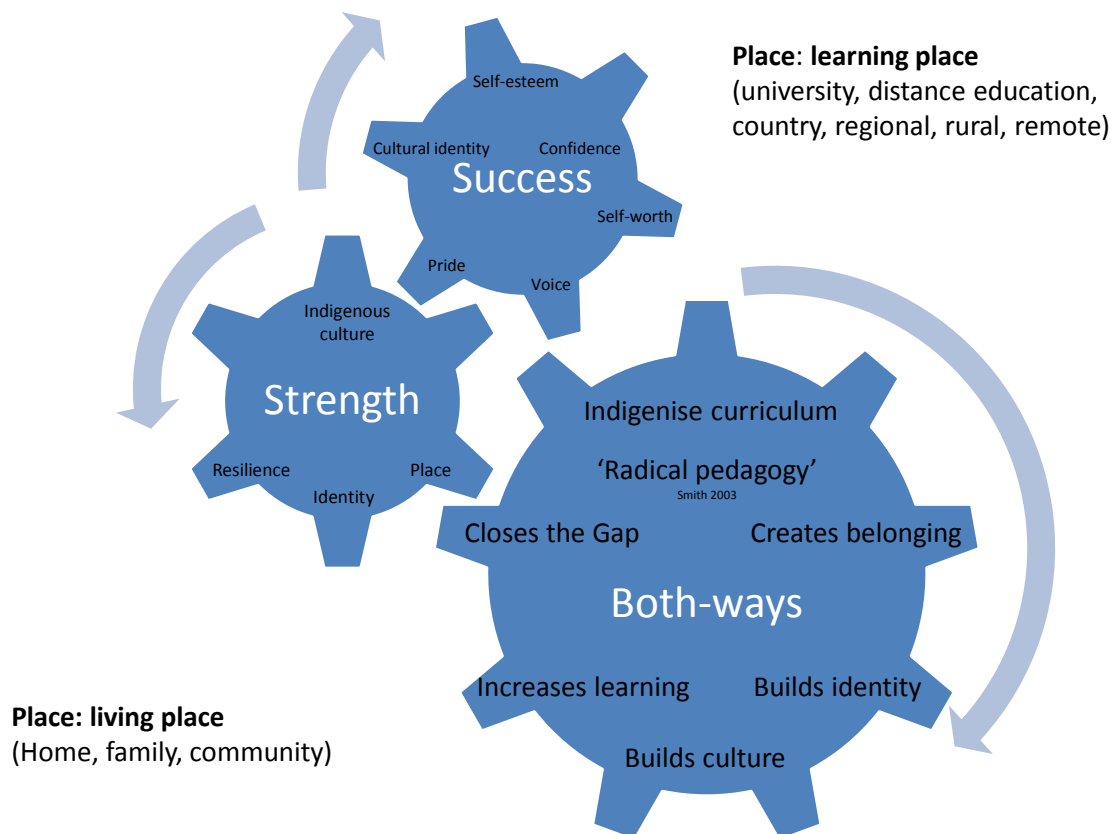 Place: learning place
(university, distance education,
country, regional, rural, remote)
Self-esteem
Cultural identity
Confidence
Success
Self-worth
Pride
Voice
Indigenous
culture
Strength
Resilience
Place
Identity
Indigenise curriculum
‘Radical pedagogy’
Smith 2003
Closes the Gap
Creates belonging
Both-ways
Increases learning
Builds identity
Builds culture
Place: living place
(Home, family, community)